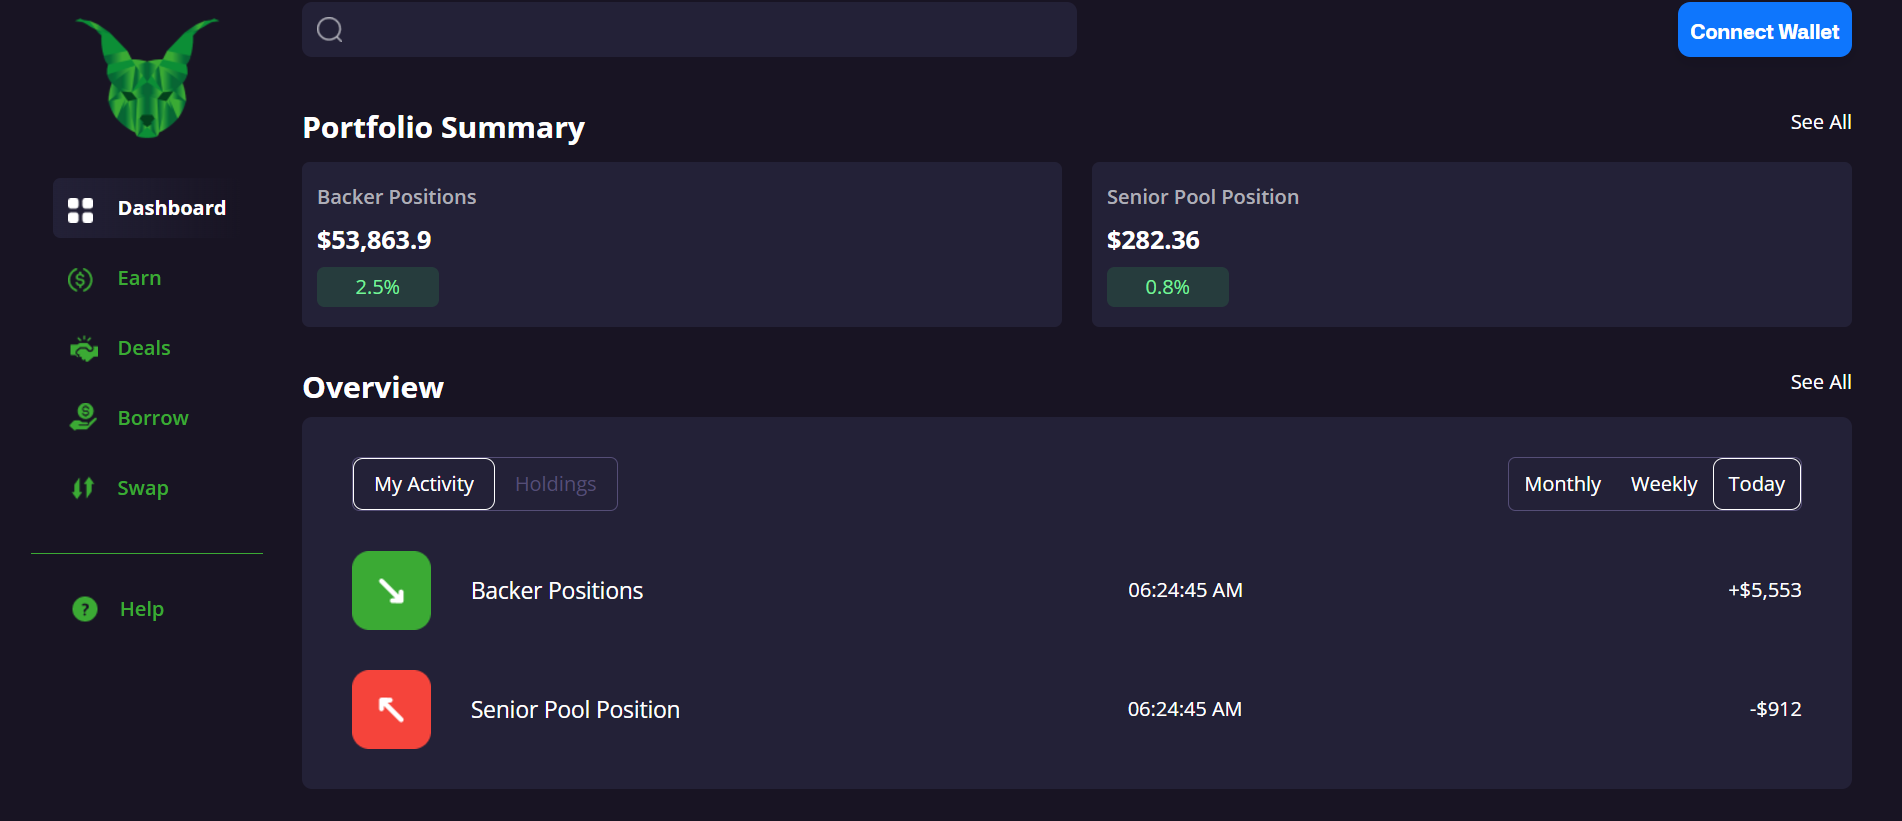 Connect Wallet
Portfolio Summary
See All
Dashboard
Earn
Deals
Borrow
Swap
Help
Backer Positions
$53,863.9
2.5%
Senior Pool Position
$282.36
0.8%
Overview
See All
My Activity
Holdings
Monthly
Weekly
Today
Backer Positions
06:24:45 AM
+$5,553
Senior Pool Position
06:24:45 AM
-$912